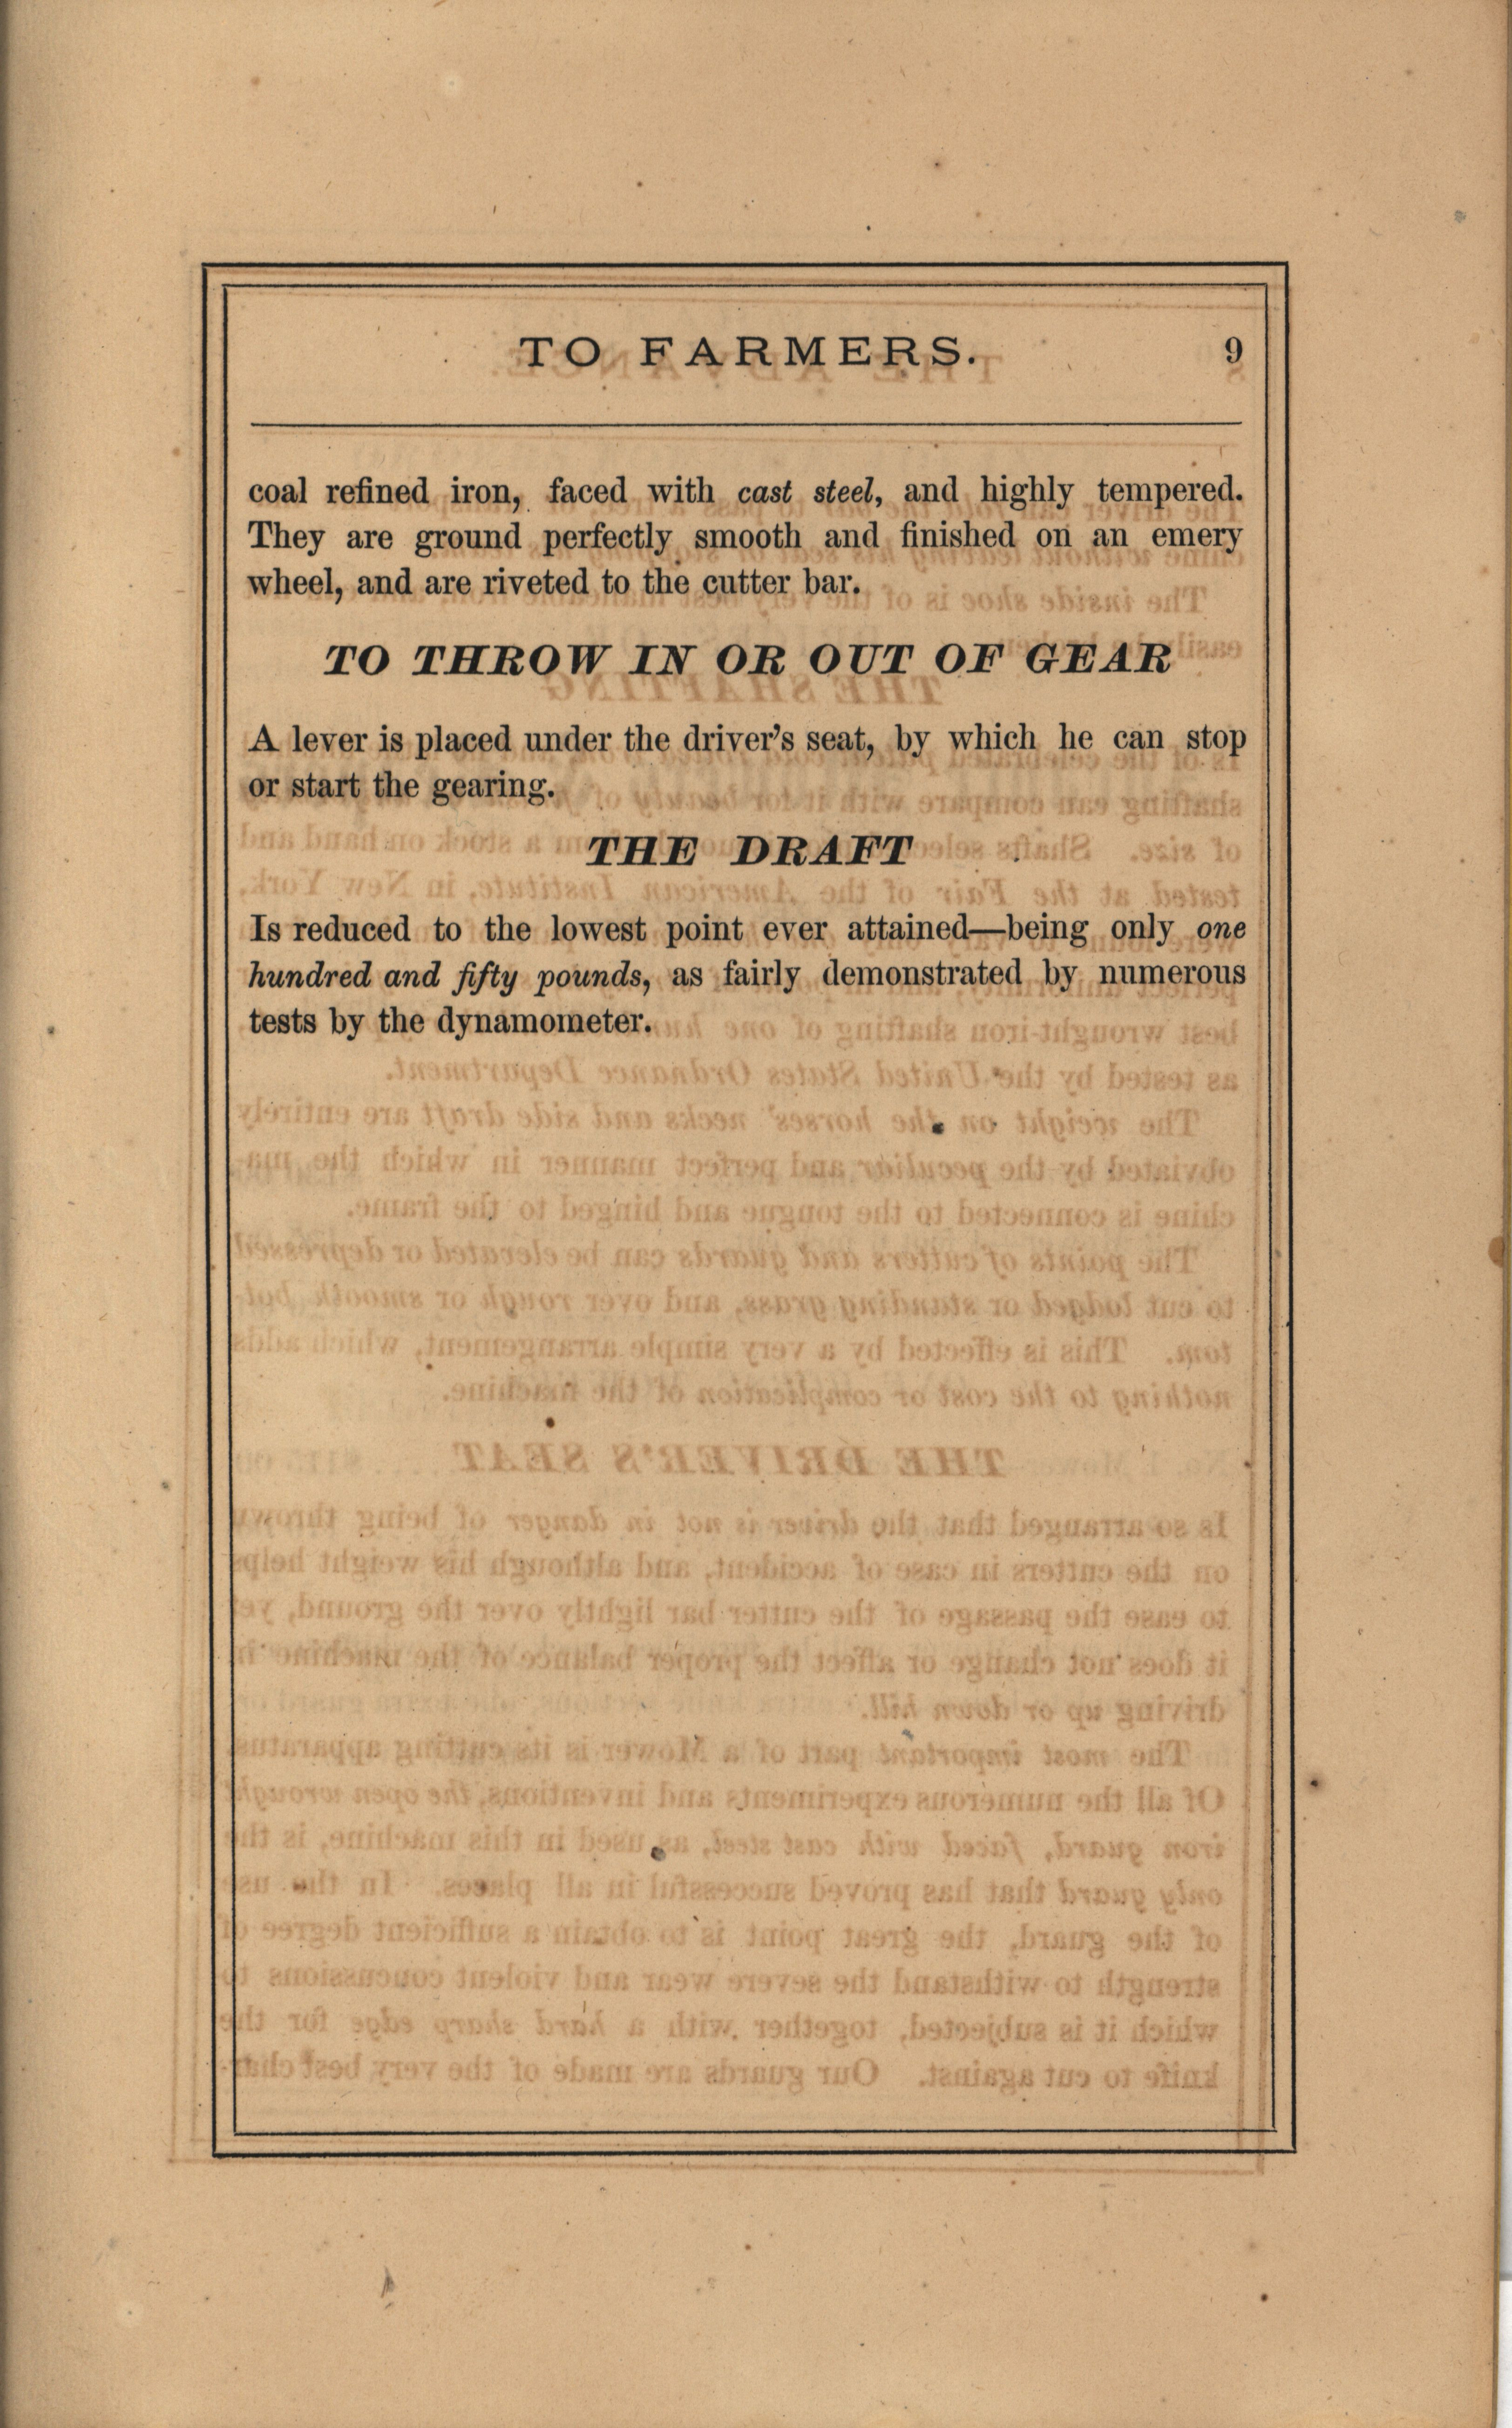 TO FARMERS. 9
coal refined iron, faced with cast steel, and highly tempered.
They are ground perfectly smooth and finished on an emery
wheel, and are riveted to the cutter bar.
TO THROW IN OR OUT OF GEAR
A lever is placed under the driver's seat, by which he can stop
or start the gearing.
THE DRAFT
Is reduced to the lowest point ever attained—being only one
hundred and fifty pounds, as fairly demonstrated by numerous
tests by the dynamometer.